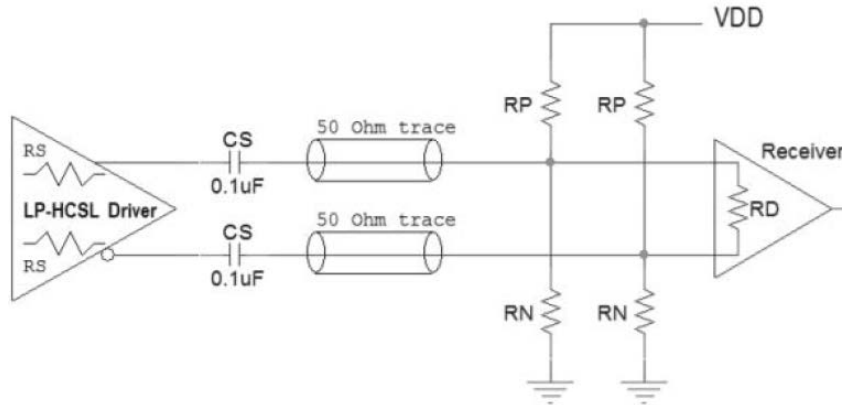 VDD
RP
RP
50 Ohm trace
CS
0.1uF
RS
LP-HCSL Driver
RS
Receiver
RD
50 Ohm trace
CS
0.1uF
RN
RN